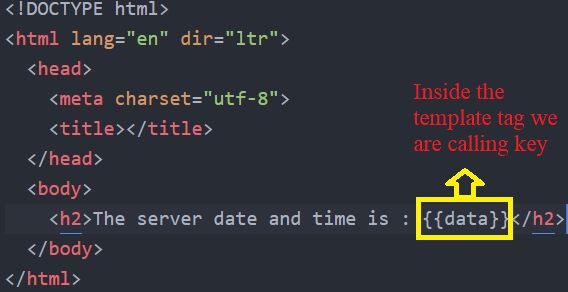 <!DOCTYPE html>
<html lang="en" dir="ltr">
<head>
<meta charset="utf-8">
<title></title>
</head>
<body>
<h2>The server date and time is : {{data}}</h2>
</body>
</html>
Inside the
template tag we
are calling key